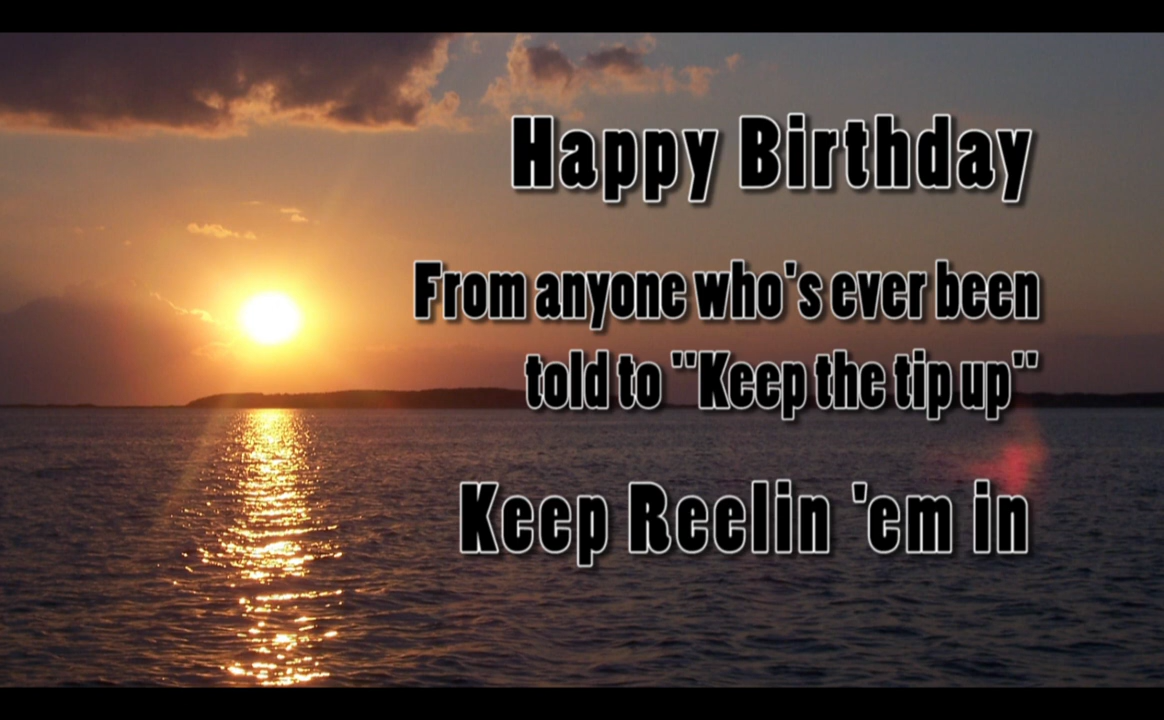 Happy Birthday
From anyone who's ever been
told to "Keep the tip up"
Keep Reelin 'em in